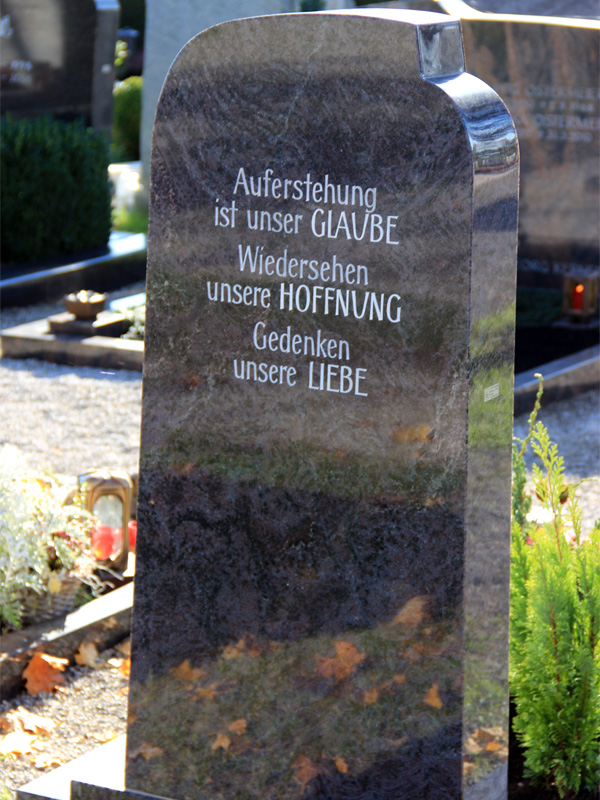 Auferstehung
ist unser GLAUBE
Wiedersehen
unsere HOFFNUNG
Gedenken
unsere LIEBE